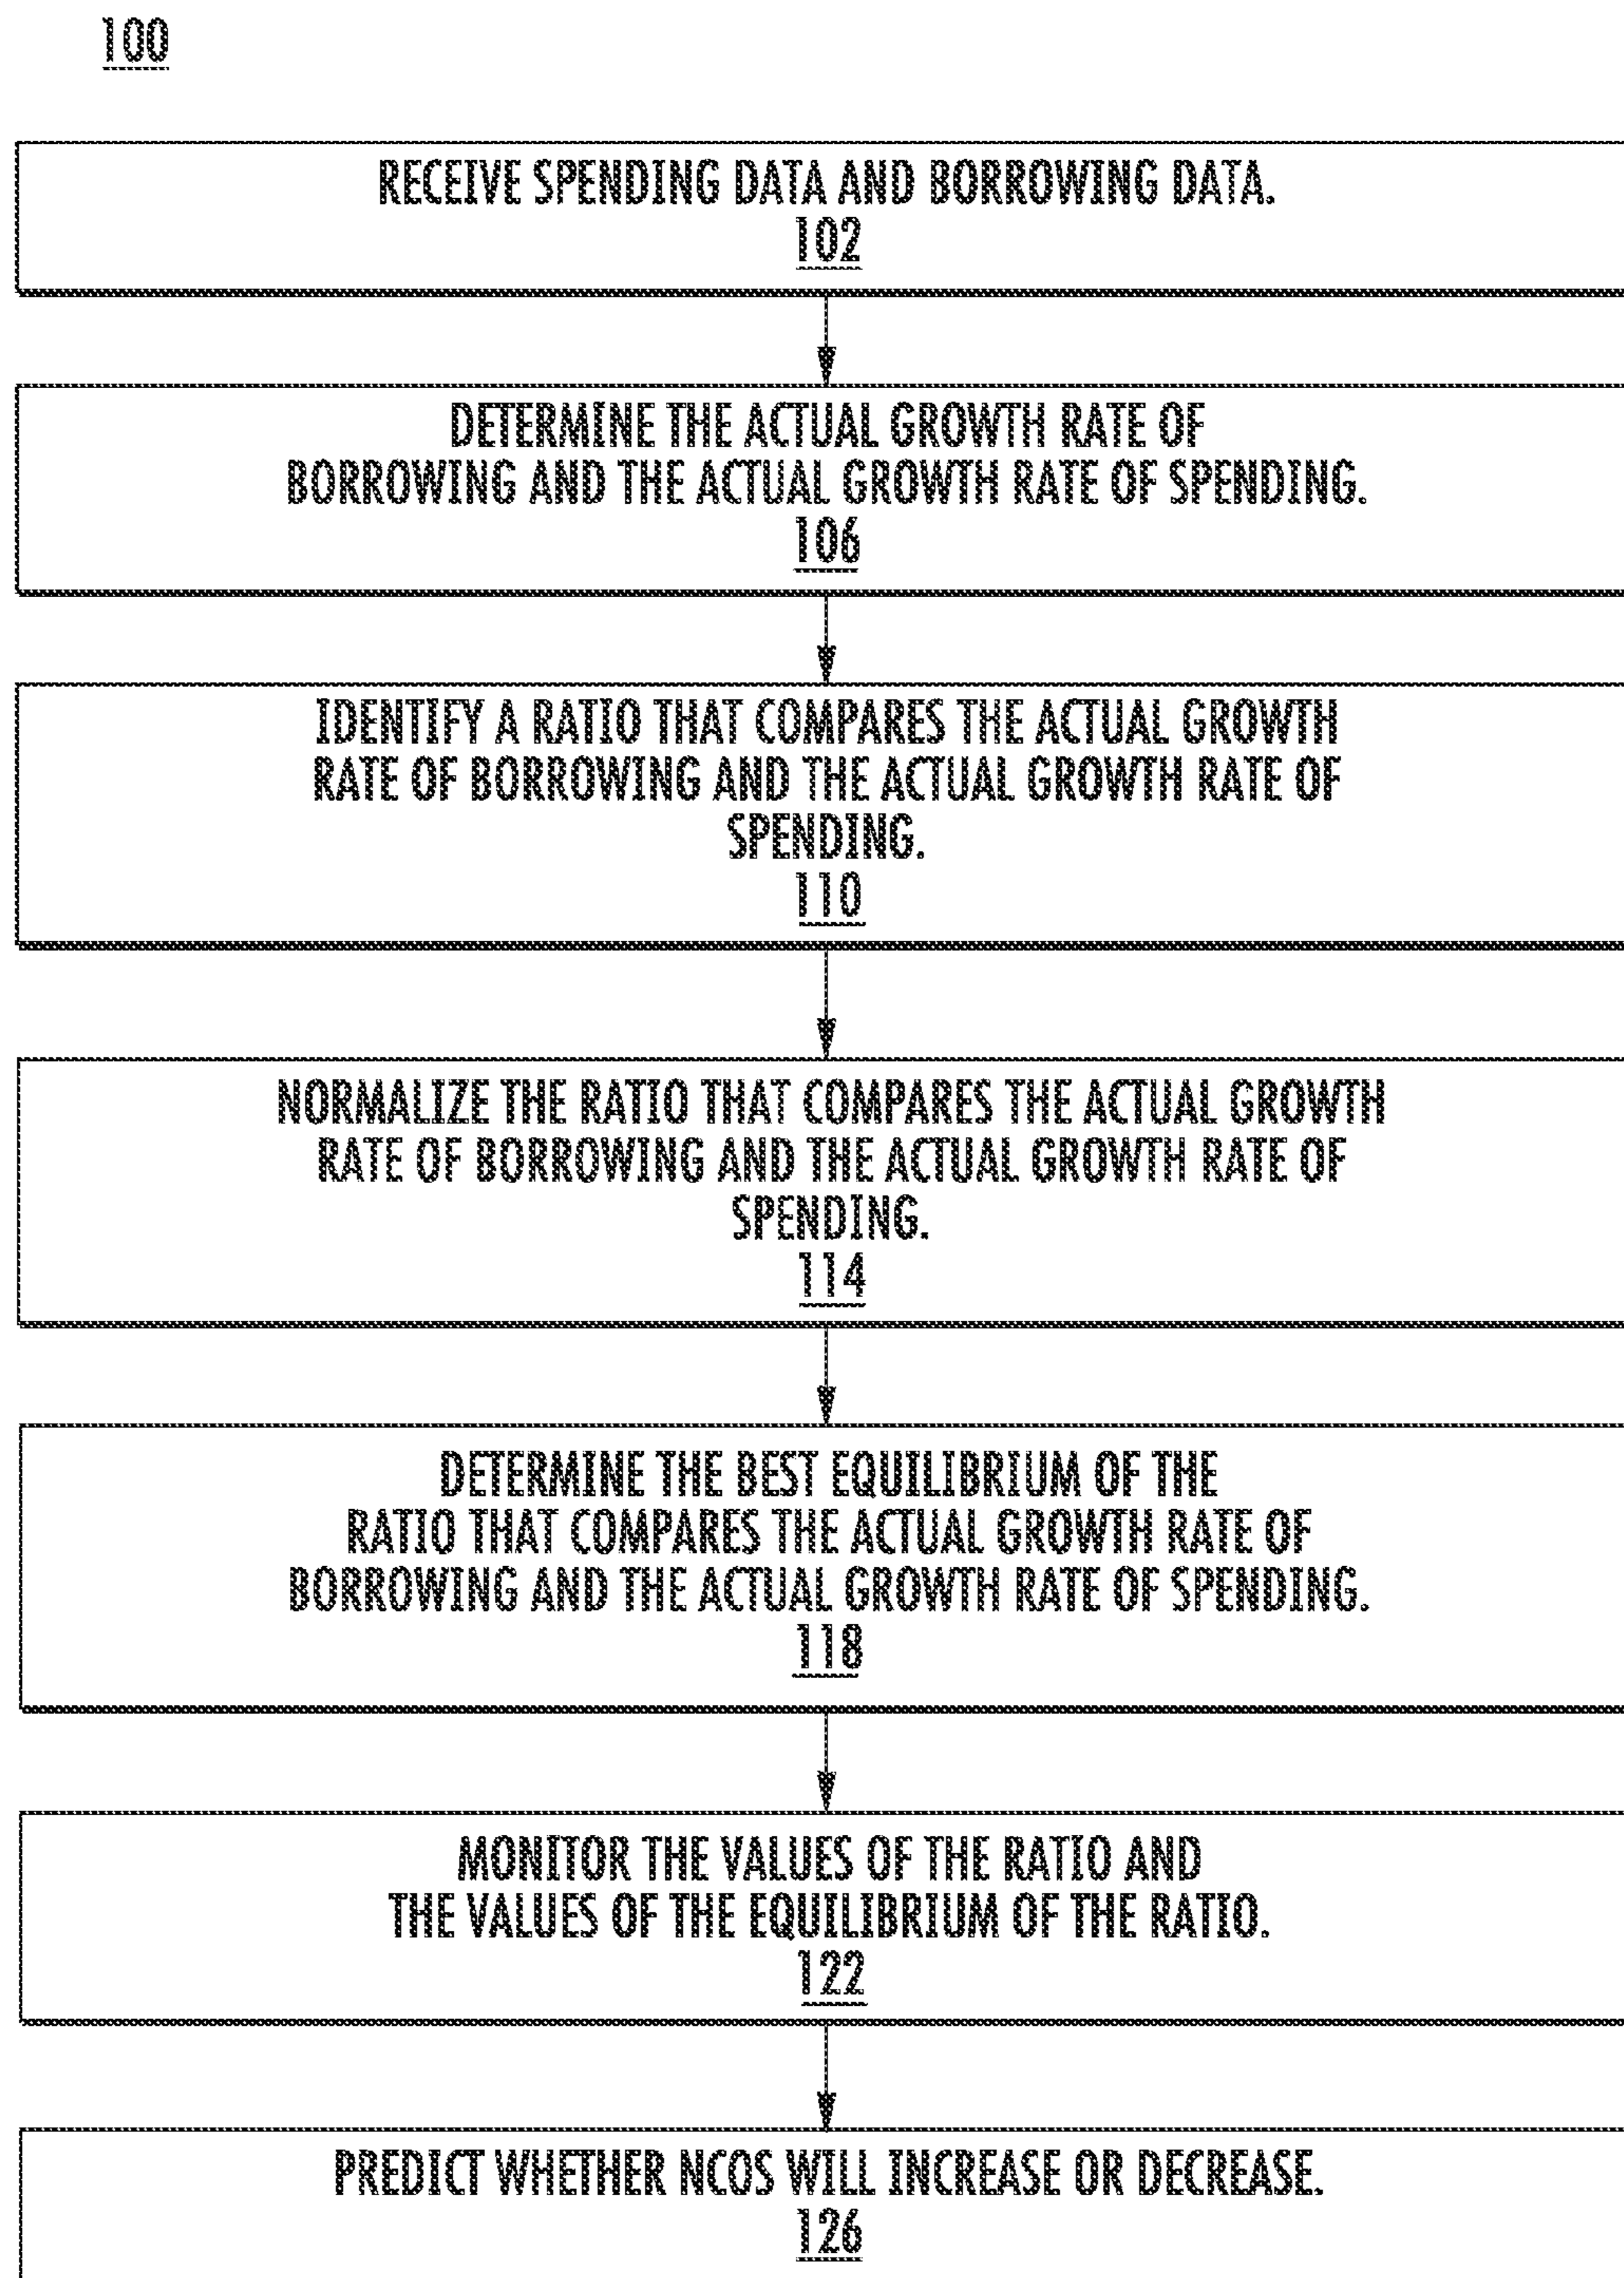 100
RECEIVE SPENDING DATA AND BORROWING DATA.
102
DETERMINE THE ACTUAL GROWTH RATE OF
BORROWING AND THE ACTUAL GROWTH RATE OF SPENDING.
106
IDENTIFY A RATIO THAT COMPARES THE ACTUAL GROWTH
RATE OF BORROWING AND THE ACTUAL GROWTH RATE OF
SPENDING.
110
NORMALIZE THE RATIO THAT COMPARES THE ACTUAL GROWTH
RATE OF BORROWING AND THE ACTUAL GROWTH RATE OF
SPENDING.
114
DETERMINE THE BEST EQUILIBRIUM OF THE
RATIO THAT COMPARES THE ACTUAL GROWTH RATE OF
BORROWING AND THE ACTUAL GROWTH RATE OF SPENDING.
118
MONITOR THE VALUES OF THE RATIO AND
THE VALUES OF THE EQUILIBRIUM OF THE RATIO.
122
PREDICT WHETHER NCOS WILL INCREASE OR DECREASE.
126